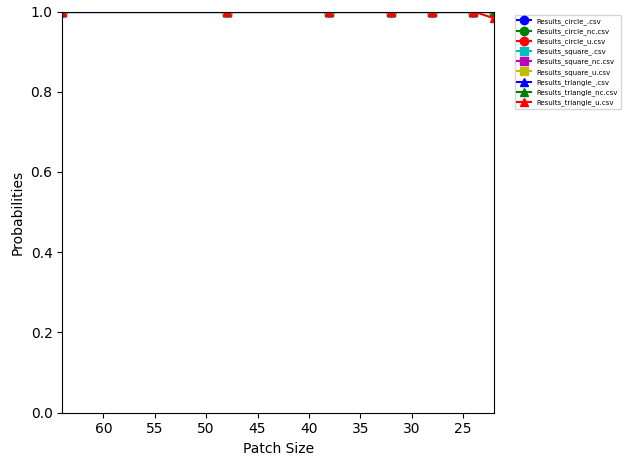 1.0
0.8
0.6
0.4
0.2
0.0
Probabilities
60 55 50 45 40 35 30 25
Patch Size
Results_circle_.csv
Results_circle_nc.csv
Results_circle_u.csv
Results_square_.csv
Results_square_nc.csv
Results_square_u.csv
Results_triangle_.csv
Results_triangle_nc.csv
Results_triangle_u.csv